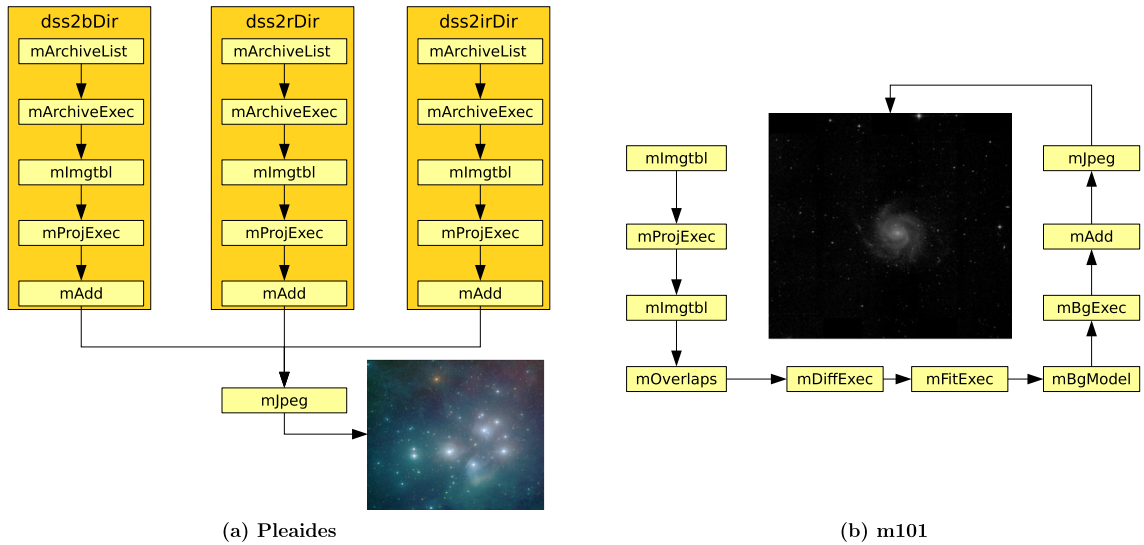 dss2bDir
mArchiveList
mArchiveExec
mImgtbl
mProjExec
mAdd
dss2rDir
mArchiveList
mArchiveExec
mImgtbl
mProjExec
mAdd
dss2irDir
mArchiveList
mArchiveExec
mImgtbl
mProjExec
mAdd
mJpeg
(a) Pleaides
mImgtbl
mProjExec
mImgtbl
mOverlaps
mDiffExec
mFitExec
mBgModel
mBgExec
mAdd
mJpeg
(b) m101